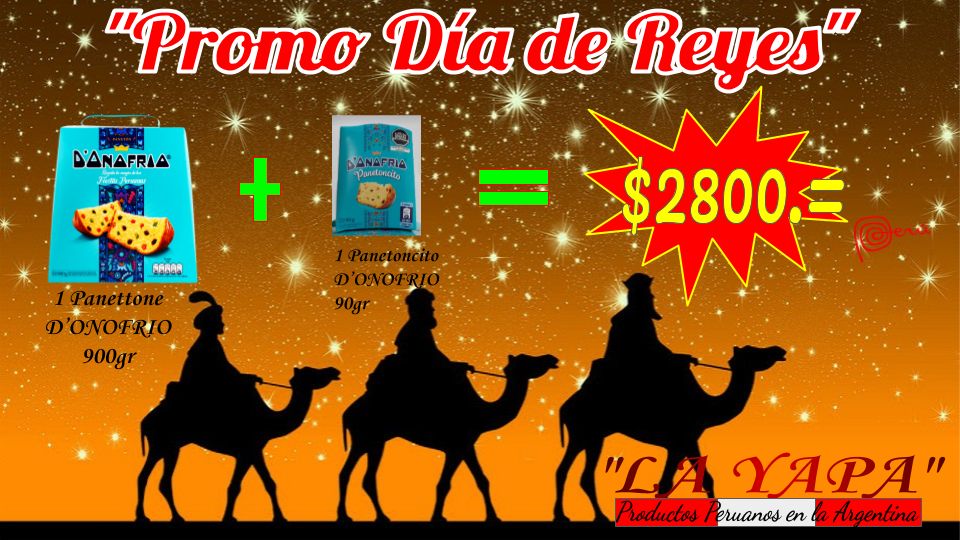 "Promo Día de Reyes"
D'ONOFRIO
D'ONOFRIO
Panetoncito
$2800.=
Perú
1 Panettone
D'ONOFRIO
900gr
1 Panetoncito
D'ONOFRIO
90gr
"LA YAPA"
Productos Peruanos en la Argentina